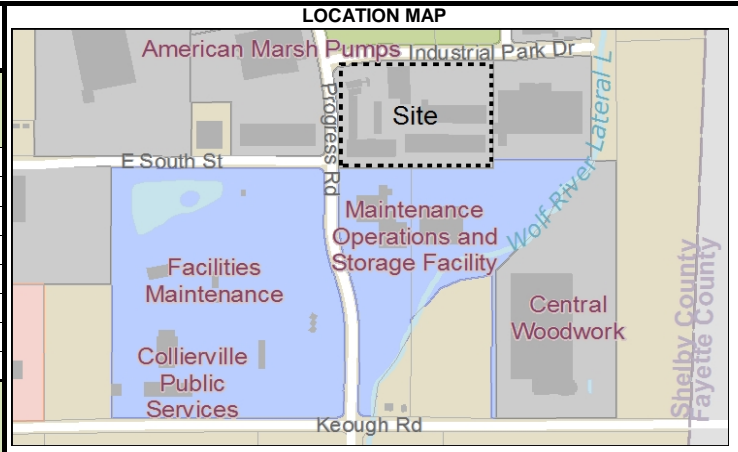 LOCATION MAP
American Marsh Pumps
Industrial Park Dr
Progress Rd
Site
E South St
Wolf River Lateral L
Maintenance
Operations and
Storage Facility
Facilities
Maintenance
Central
Woodwork
Collierville
Public
Services
Shelby County
Fayette County
Keough Rd